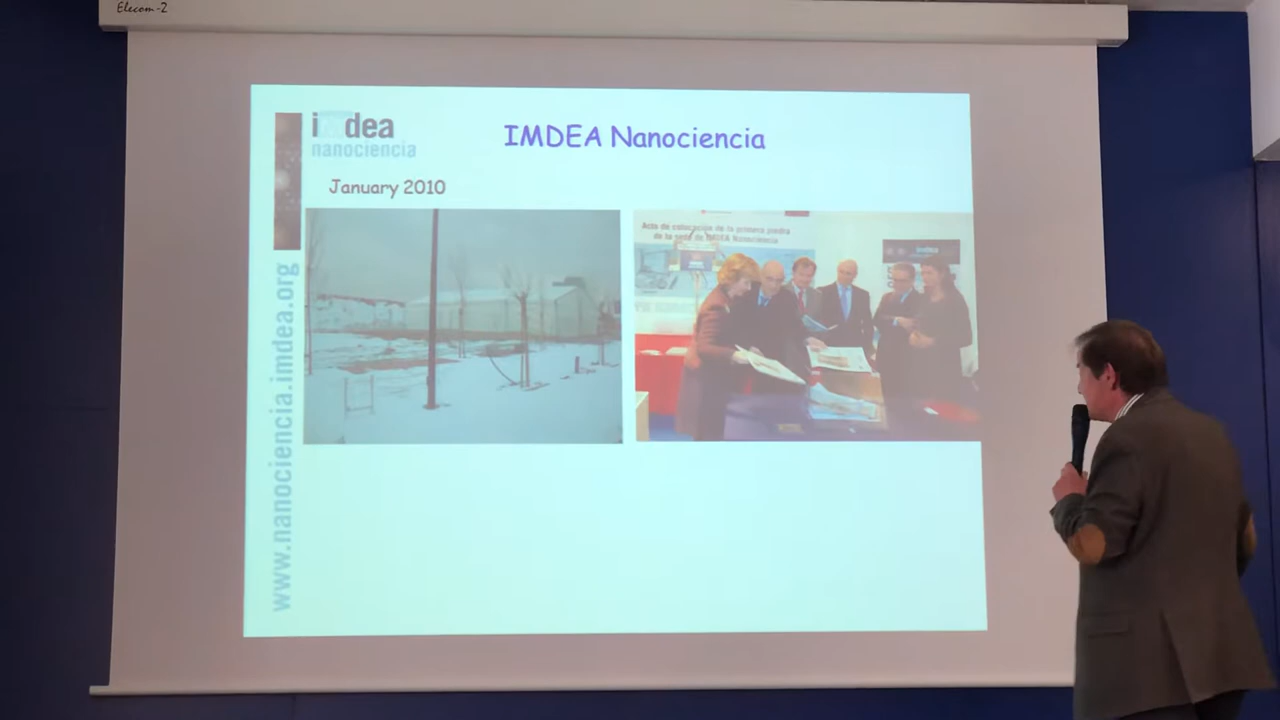 Elecom-2
imdea
nanociencia
IMDEA Nanociencia
January 2010
www.nanociencia.imdea.org
Acto de colocación de la primera piedra
de la sede de IMDEA Nanociencia
imdea